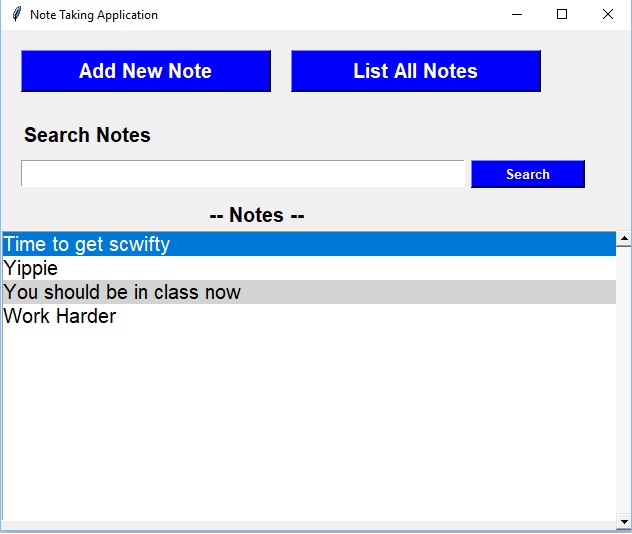 Note Taking Application
Add New Note List All Notes
Search Notes
Search
-- Notes --
Time to get scwifty
Yippie
You should be in class now
Work Harder